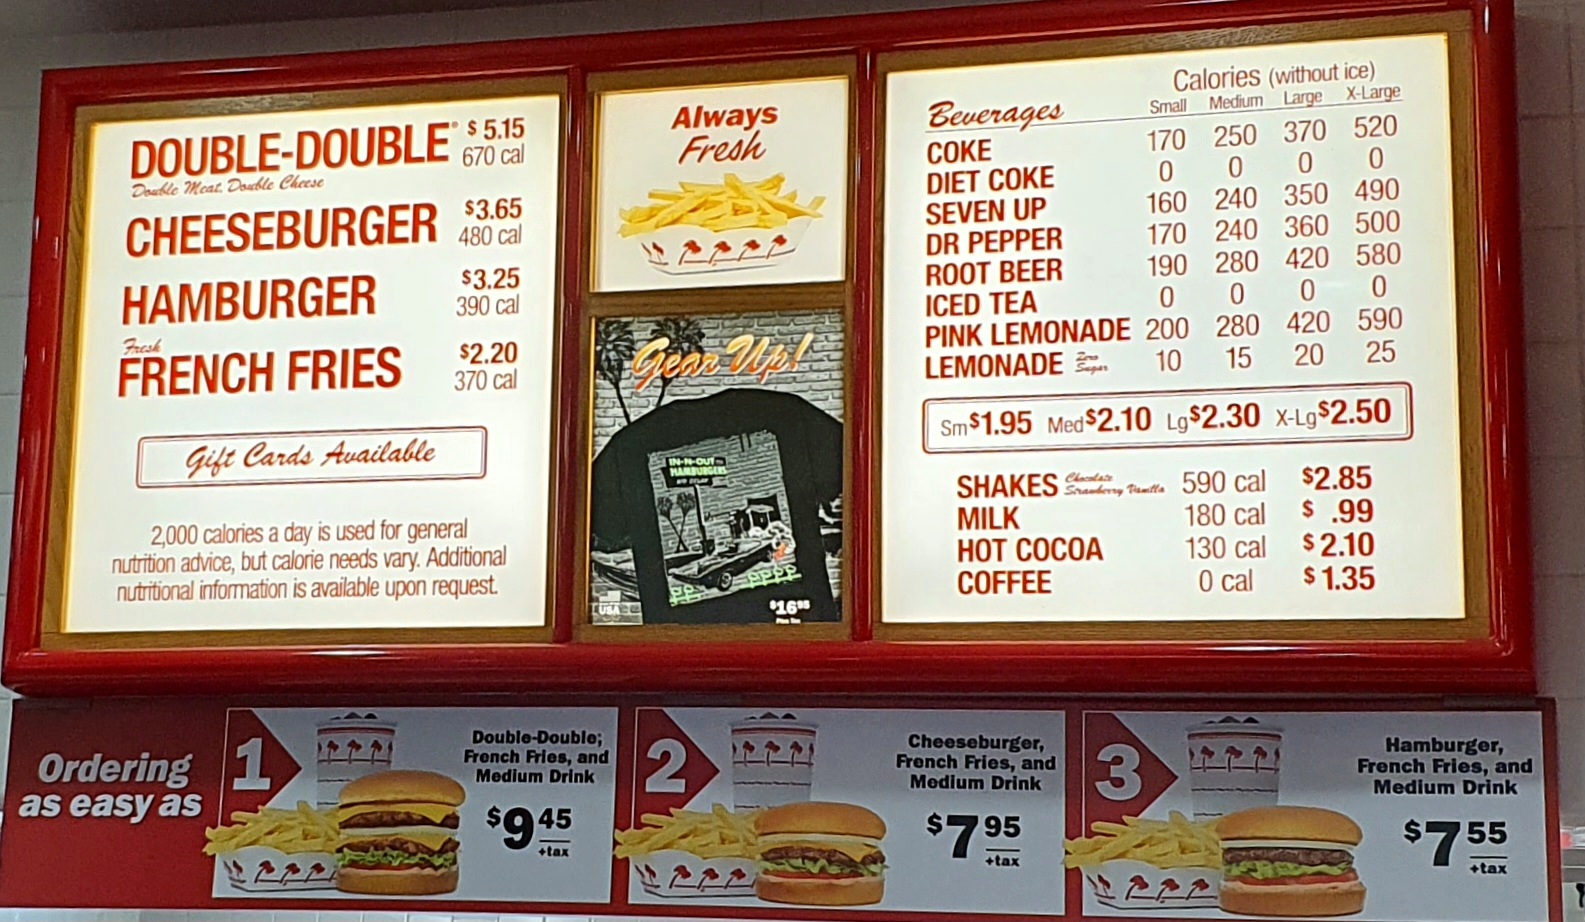 DOUBLE-DOUBLE® $5.15
Double Meat, Double Cheese 670 cal
CHEESEBURGER $3.65
480 cal
HAMBURGER $3.25
390 cal
Fresh
FRENCH FRIES $2.20
370 cal
Gift Cards Available
2,000 calories a day is used for general
nutrition advice, but calorie needs vary. Additional
nutritional information is available upon request.
Always
Fresh
Gear Up!
IN-N-OUT
HAMBURGERS
USA
$16.95
Plus Tax
Calories (without ice)
Beverages Small Medium Large X-Large
COKE 170 250 370 520
DIET COKE 0 0 0 0
SEVEN UP 160 240 350 490
DR PEPPER 170 240 360 500
ROOT BEER 190 280 420 580
ICED TEA 0 0 0 0
PINK LEMONADE 200 280 420 590
LEMONADE Zero Sugar 10 15 20 25
Sm $1.95 Med $2.10 Lg $2.30 X-Lg $2.50
SHAKES Chocolate Strawberry Vanilla 590 cal $2.85
MILK 180 cal $ .99
HOT COCOA 130 cal $2.10
COFFEE 0 cal $1.35
Ordering
as easy as
1
Double-Double,
French Fries, and
Medium Drink
$9 45
+tax
2
Cheeseburger,
French Fries, and
Medium Drink
$7 95
+tax
3
Hamburger,
French Fries, and
Medium Drink
$7 55
+tax